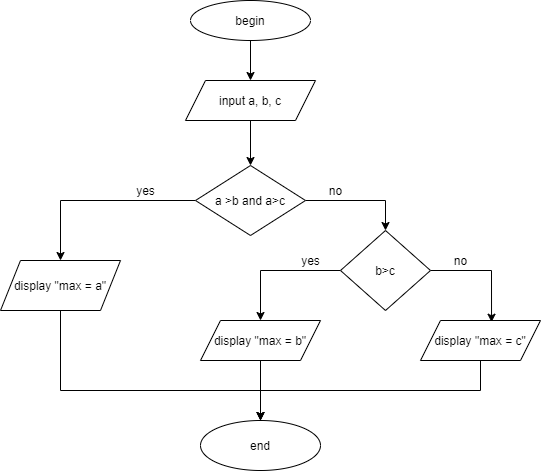 begin
input a, b, c
a >b and a>c
yes
no
b>c
yes
no
display "max = a"
display "max = b"
display "max = c"
end